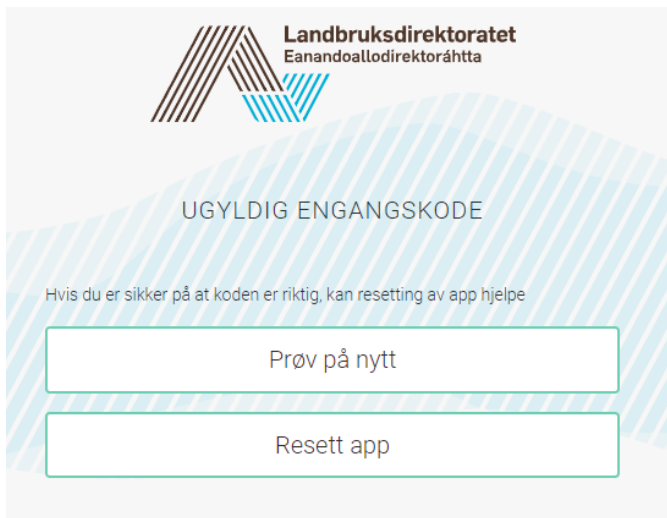 Landbruksdirektoratet
Eanandoallodirektoráhtta
UGYLDIG ENGANGSKODE
Hvis du er sikker på at koden er riktig, kan resetting av app hjelpe
Prøv på nytt
Resett app